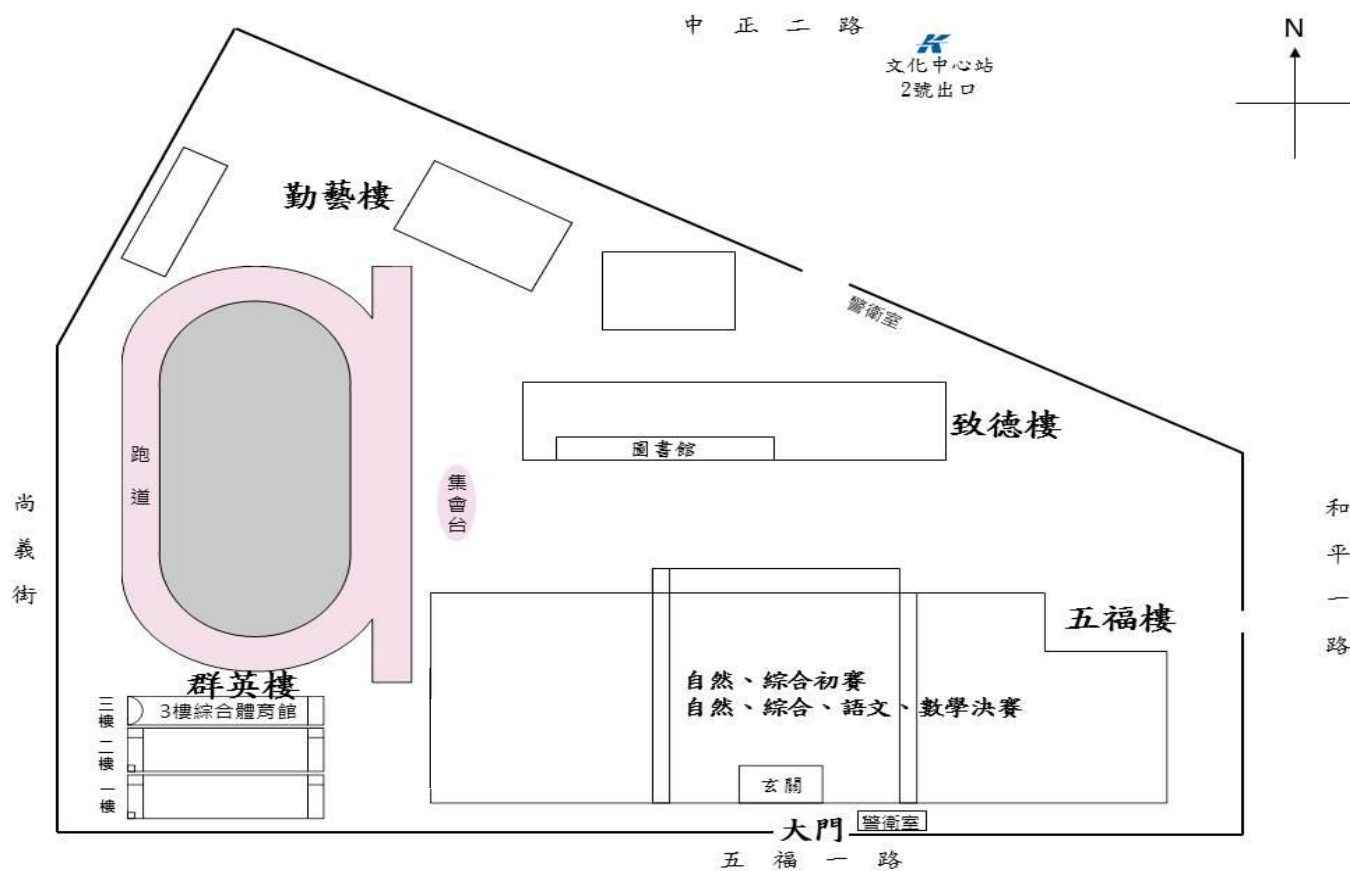 中正二路
N
文化中心站
2號出口
勤藝樓
警衛室
致德樓
圖書館
跑道
集會台
尚義街
和平一路
五福樓
自然、綜合初賽
自然、綜合、語文、數學決賽
群英樓
三樓
3樓綜合體育館
二樓
一樓
玄關
大門
警衛室
五福一路